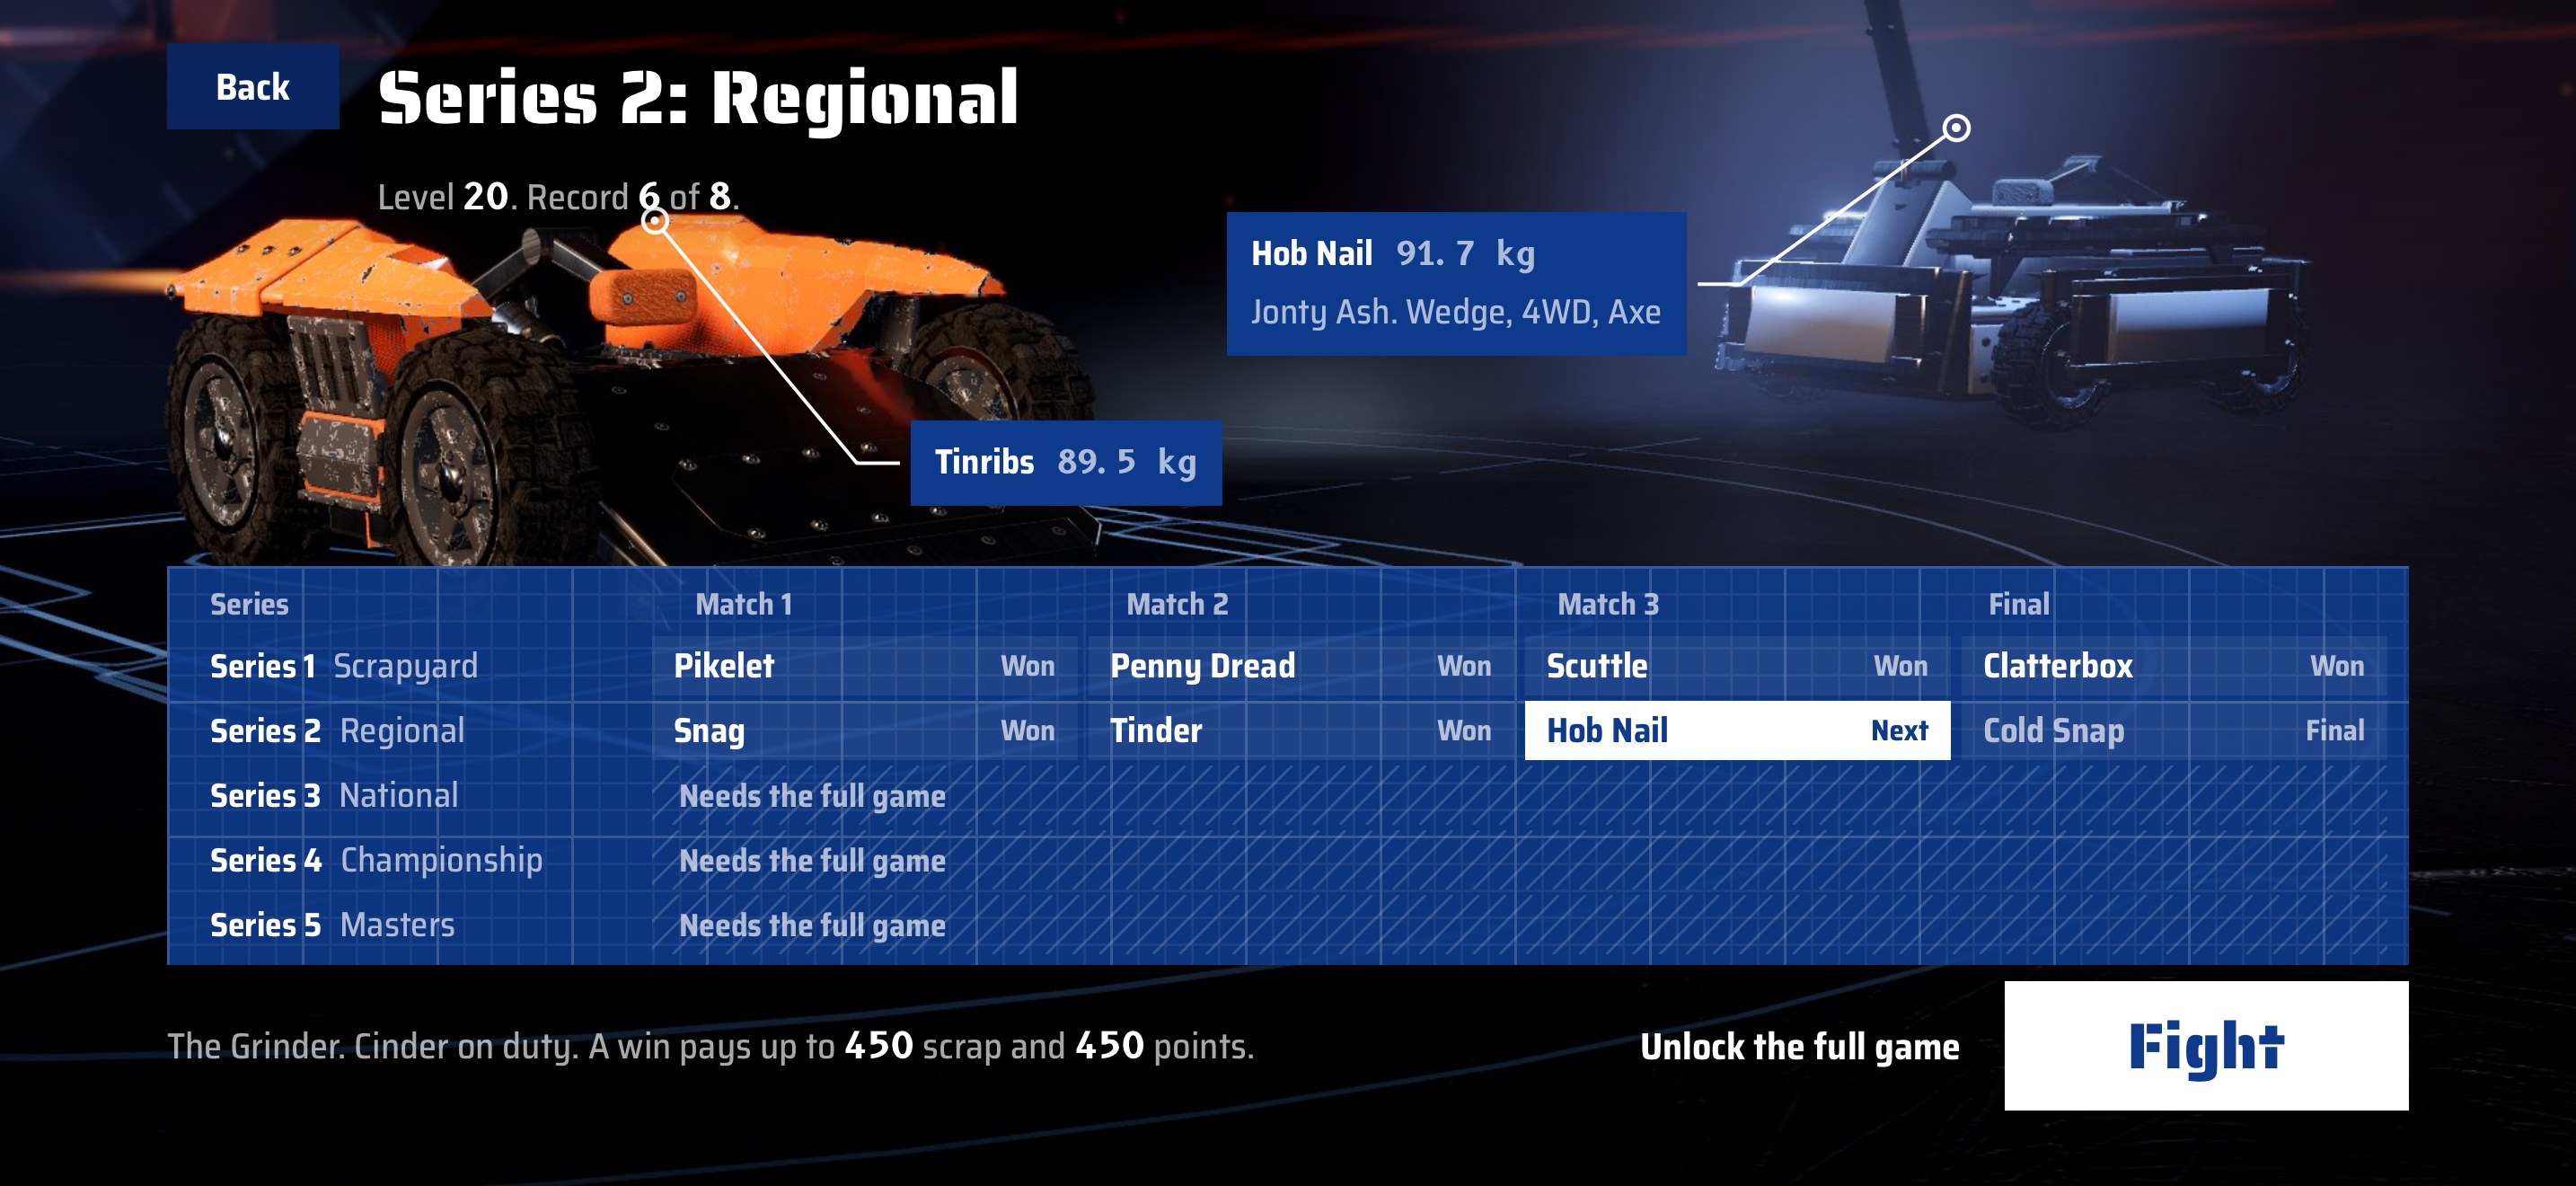 Back
Series 2: Regional
Level 20. Record 6 of 8.
Hob Nail 91.7 kg
Jonty Ash. Wedge, 4WD, Axe
Tinribs 89.5 kg
Series Match 1 Match 2 Match 3 Final
Series 1 Scrapyard Pikelet Won Penny Dread Won Scuttle Won Clatterbox Won
Series 2 Regional Snag Won Tinder Won Hob Nail Next Cold Snap Final
Series 3 National Needs the full game
Series 4 Championship Needs the full game
Series 5 Masters Needs the full game
The Grinder. Cinder on duty. A win pays up to 450 scrap and 450 points.
Unlock the full game
Fight